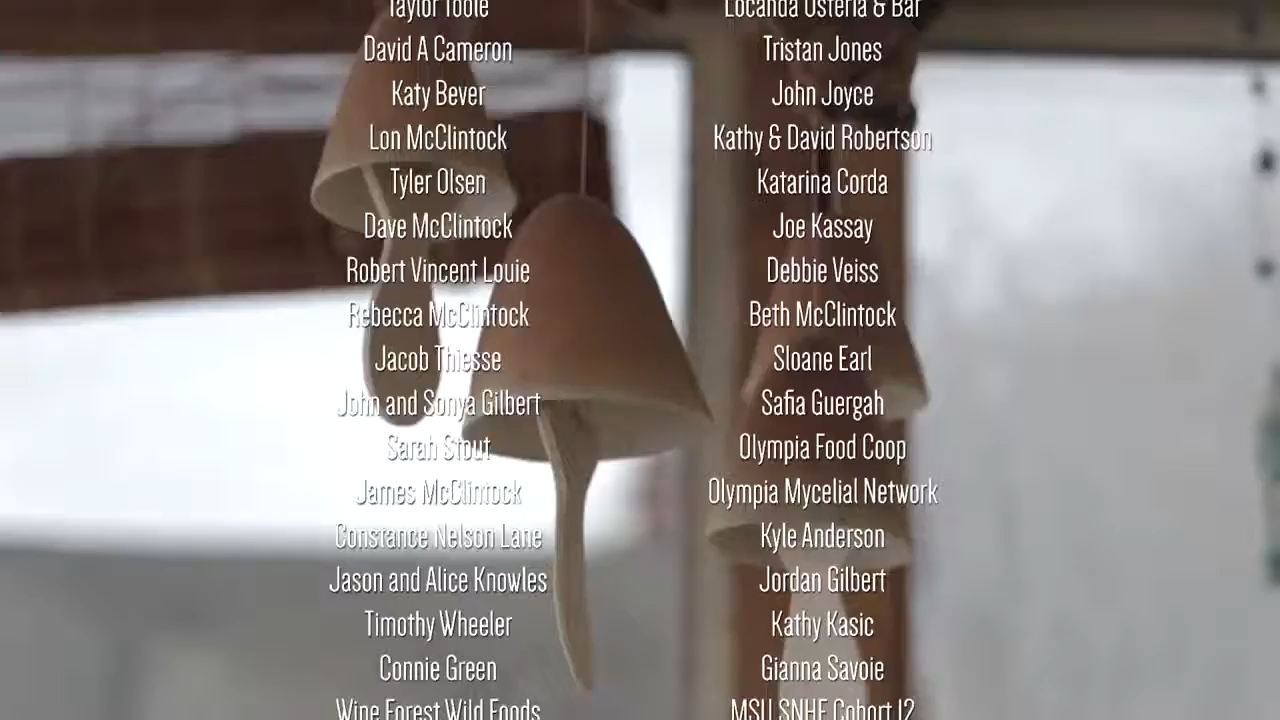 Taylor Toole
David A Cameron
Katy Bever
Lon McClintock
Tyler Olsen
Dave McClintock
Robert Vincent Louie
Rebecca McClintock
Jacob Thiesse
John and Sonya Gilbert
Sarah Stout
James McClintock
Constance Nelson Lane
Jason and Alice Knowles
Timothy Wheeler
Connie Green
Wine Forest Wild Foods
Locanda Osteria & Bar
Tristan Jones
John Joyce
Kathy & David Robertson
Katarina Corda
Joe Kassay
Debbie Veiss
Beth McClintock
Sloane Earl
Safia Guergah
Olympia Food Coop
Olympia Mycelial Network
Kyle Anderson
Jordan Gilbert
Kathy Kasic
Gianna Savoie
MSU SNHF Cohort 12